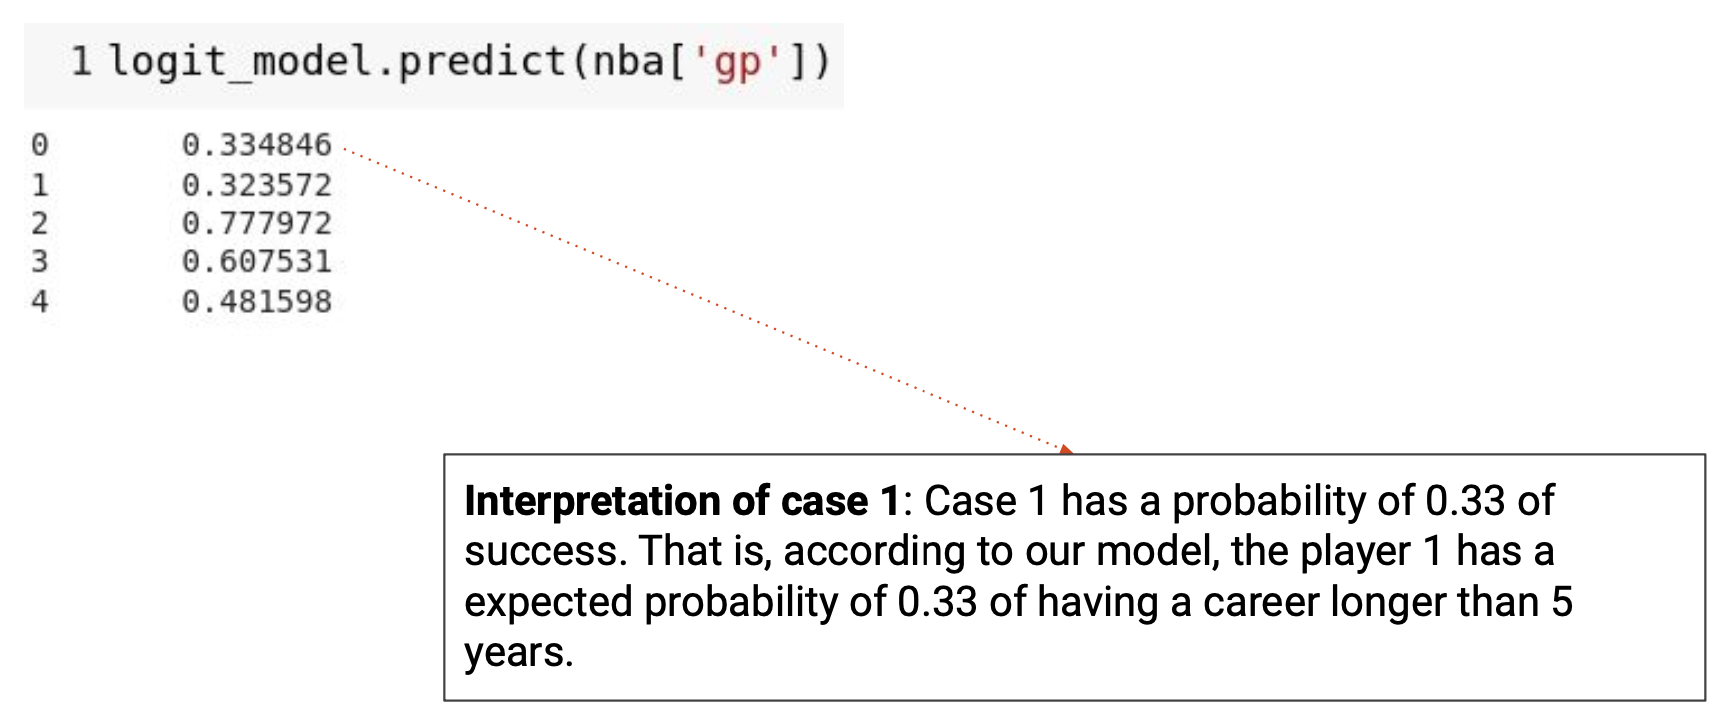 1 logit_model.predict(nba['gp'])
0 0.334846
1 0.323572
2 0.777972
3 0.607531
4 0.481598
Interpretation of case 1: Case 1 has a probability of 0.33 of
success. That is, according to our model, the player 1 has a
expected probability of 0.33 of having a career longer than 5
years.